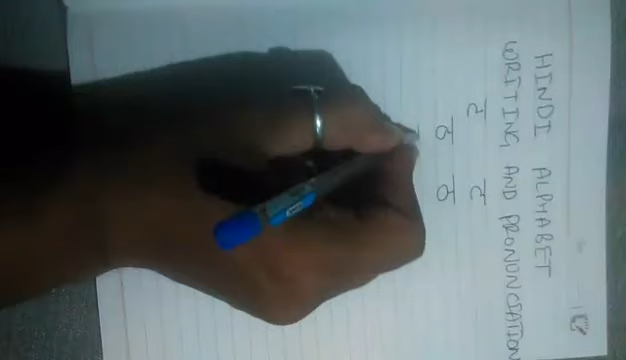 HINDI ALPHABET
WRITING AND PRONUNCIATION
ट ट
ठ ठ